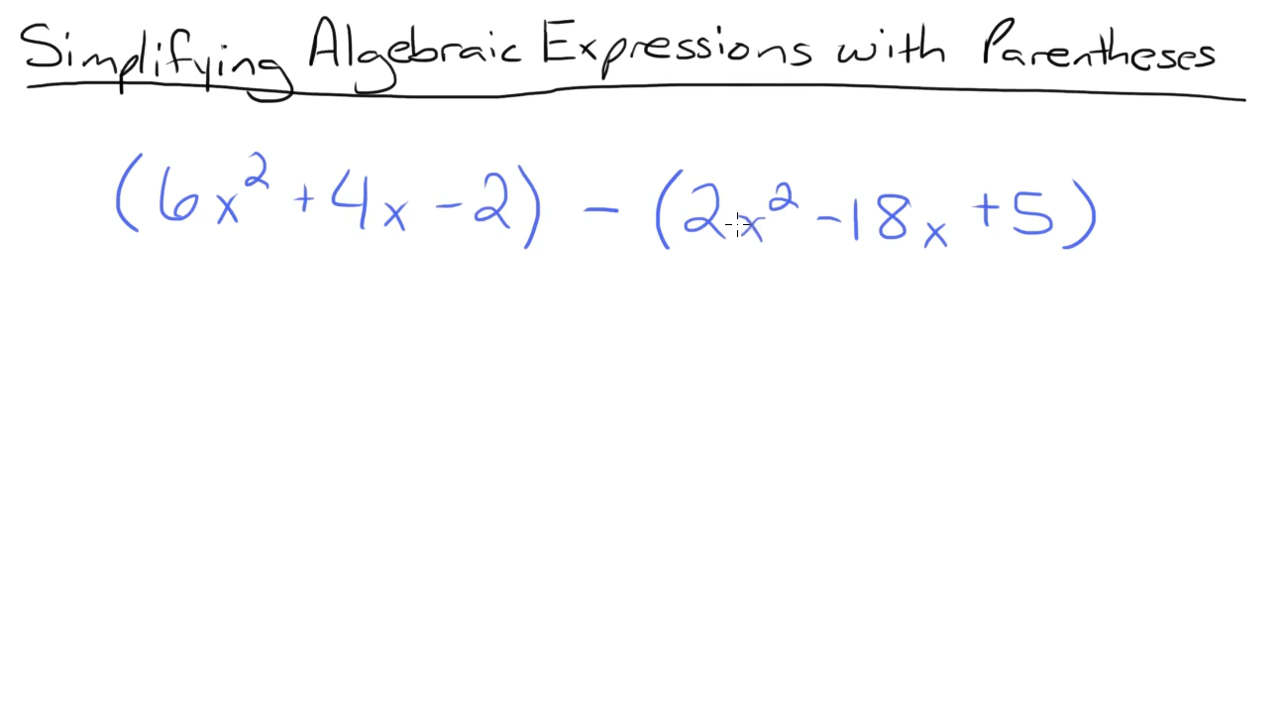 Simplifying Algebraic Expressions with Parentheses
(6x² + 4x - 2) - (2x² - 18x + 5)